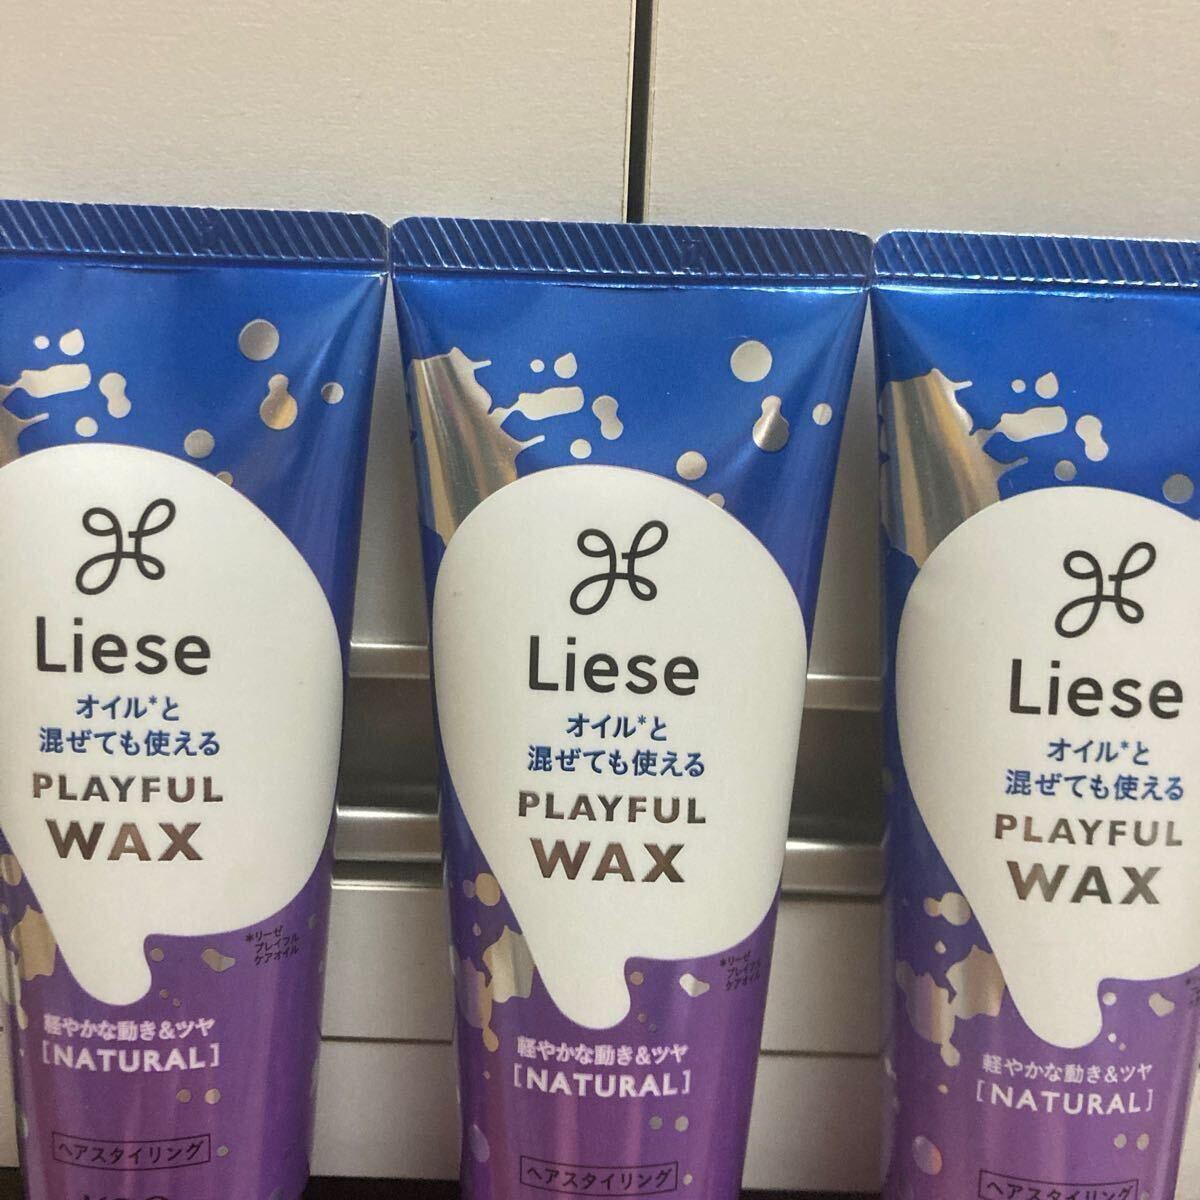 Liese
オイル*と
混ぜても使える
PLAYFUL
WAX
*リーゼ
プレイフル
ケアオイル
軽やかな動き&ツヤ
[NATURAL]
ヘアスタイリング
Liese
オイル*と
混ぜても使える
PLAYFUL
WAX
*リーゼ
プレイフル
ケアオイル
軽やかな動き&ツヤ
[NATURAL]
ヘアスタイリング
Liese
オイル*と
混ぜても使える
PLAYFUL
WAX
軽やかな動き&ツヤ
[NATURAL]
ヘアスタイリング